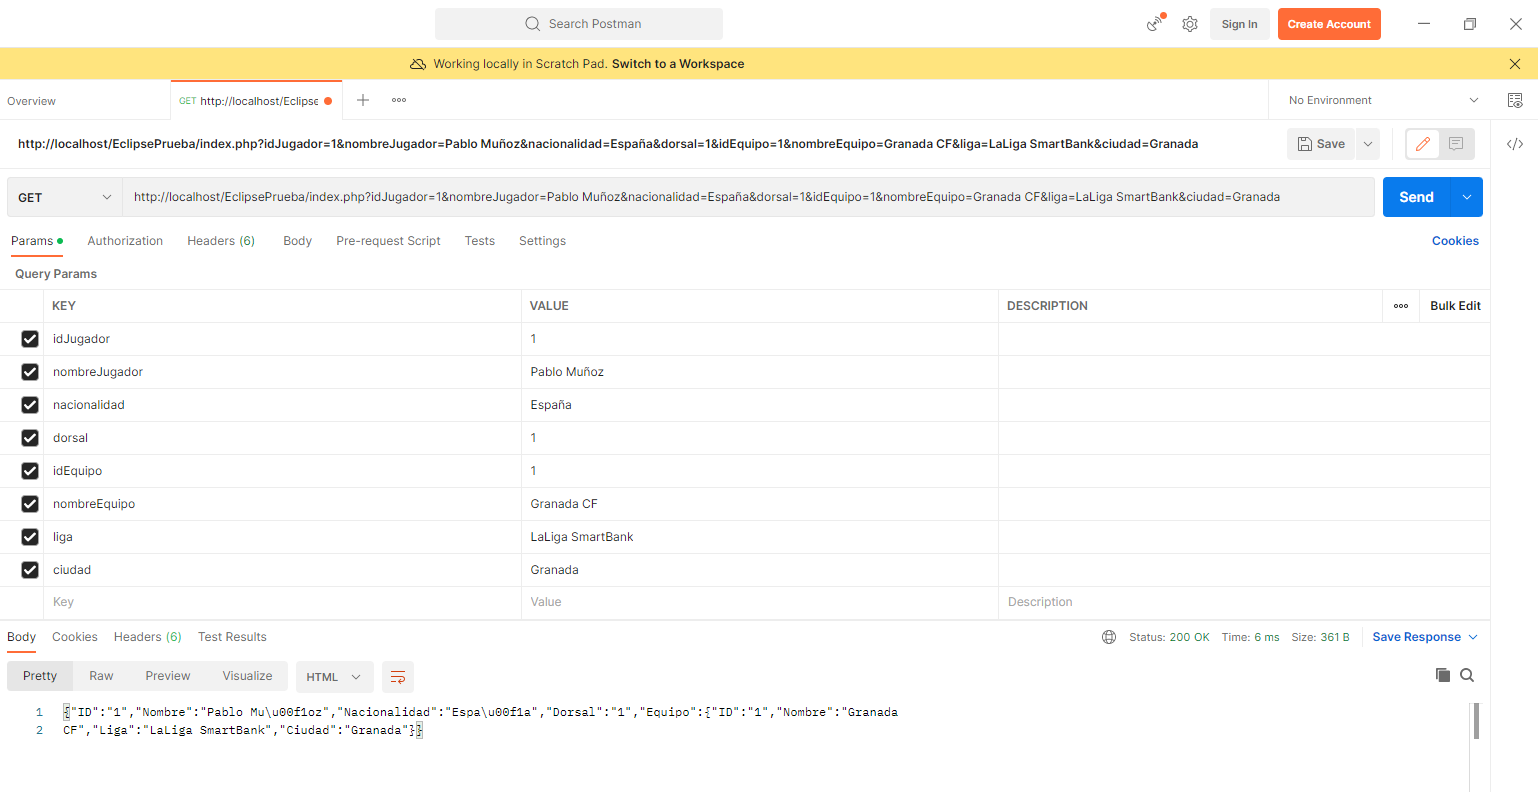 Search Postman
Sign In
Create Account
Working locally in Scratch Pad. Switch to a Workspace
Overview
GET http://localhost/Eclipse
No Environment
http://localhost/EclipsePrueba/index.php?idJugador=1&nombreJugador=Pablo Muñoz&nacionalidad=España&dorsal=1&idEquipo=1&nombreEquipo=Granada CF&liga=LaLiga SmartBank&ciudad=Granada
Save
GET
http://localhost/EclipsePrueba/index.php?idJugador=1&nombreJugador=Pablo Muñoz&nacionalidad=España&dorsal=1&idEquipo=1&nombreEquipo=Granada CF&liga=LaLiga SmartBank&ciudad=Granada
Send
Params Authorization Headers (6) Body Pre-request Script Tests Settings Cookies
Query Params
KEY VALUE DESCRIPTION Bulk Edit
idJugador 1
nombreJugador Pablo Muñoz
nacionalidad España
dorsal 1
idEquipo 1
nombreEquipo Granada CF
liga LaLiga SmartBank
ciudad Granada
Key Value Description
Body Cookies Headers (6) Test Results Status: 200 OK Time: 6 ms Size: 361 B Save Response
Pretty Raw Preview Visualize HTML
1 {"ID":"1","Nombre":"Pablo Mu\u00f1oz","Nacionalidad":"Espa\u00f1a","Dorsal":"1","Equipo":{"ID":"1","Nombre":"Granada
2 CF","Liga":"LaLiga SmartBank","Ciudad":"Granada"}}